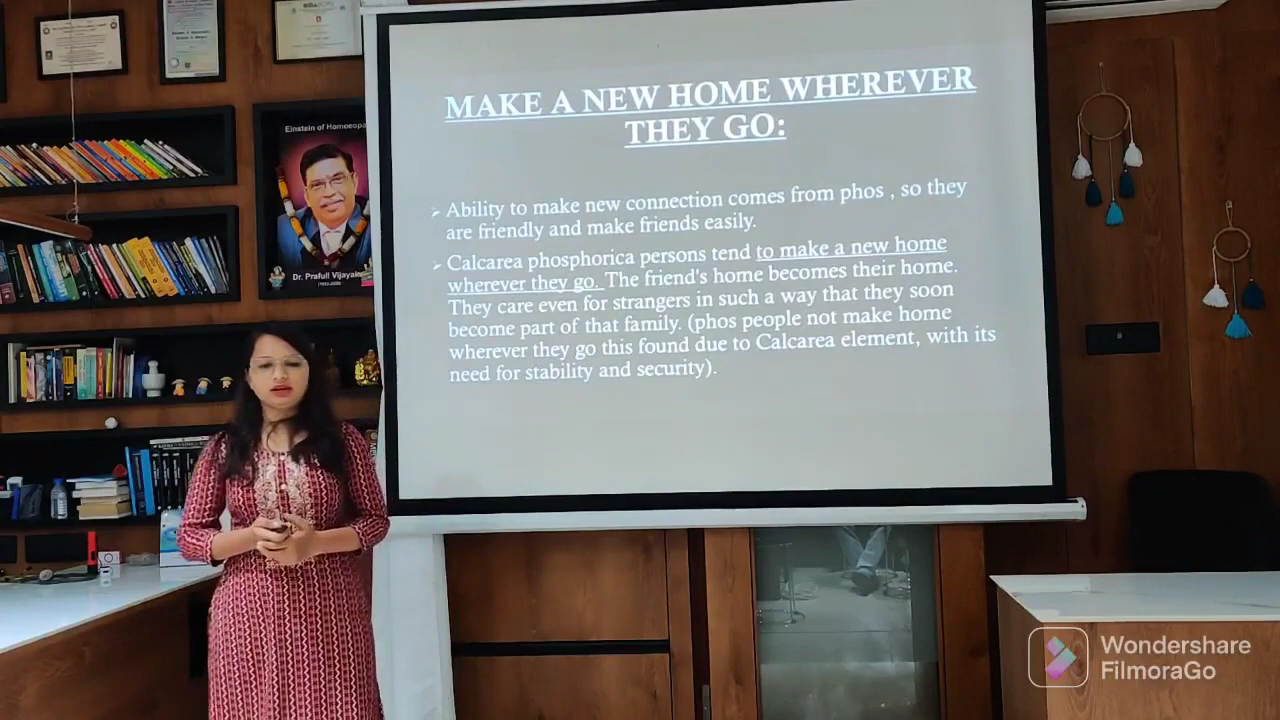 MAKE A NEW HOME WHEREVER
THEY GO:
Ability to make new connection comes from phos , so they
are friendly and make friends easily.
Calcarea phosphorica persons tend to make a new home
wherever they go. The friend's home becomes their home.
They care even for strangers in such a way that they soon
become part of that family. (phos people not make home
wherever they go this found due to Calcarea element, with its
need for stability and security).
Einstein of Homoeopa
Dr. Prafull Vijayak
Wondershare
FilmoraGo